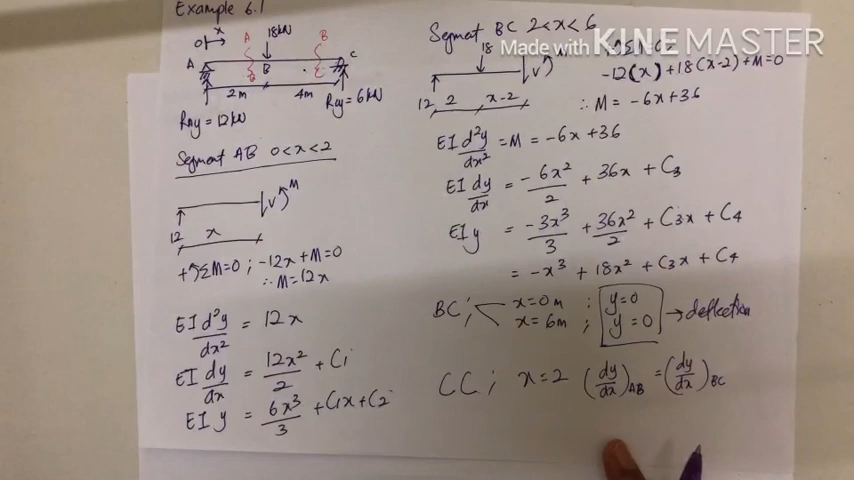 Example 6.1
x
0
A
18kN
B
A
B
C
2m
4m
RAy = 12kN
RCy = 6kN
Segment AB 0<x<2
M
V
12
x
+↶ΣM=0 ; -12x + M=0
∴ M=12x
EI d²y/dx² = 12x
EI dy/dx = 12x²/2 + C1
EI y = 6x³/3 + C1x + C2
Segment BC 2<x<6
18
V
12
2
x-2
-12(x) + 18(x-2) + M=0
∴ M = -6x+36
EI d²y/dx² = M = -6x+36
EI dy/dx = -6x²/2 + 36x + C3
EI y = -3x³/3 + 36x²/2 + C3x + C4
= -x³ + 18x² + C3x + C4
BC; x=0m : y=0
x=6m ; y=0 → deflection
CC; x=2 (dy/dx)AB = (dy/dx)BC
Made with KINEMASTER